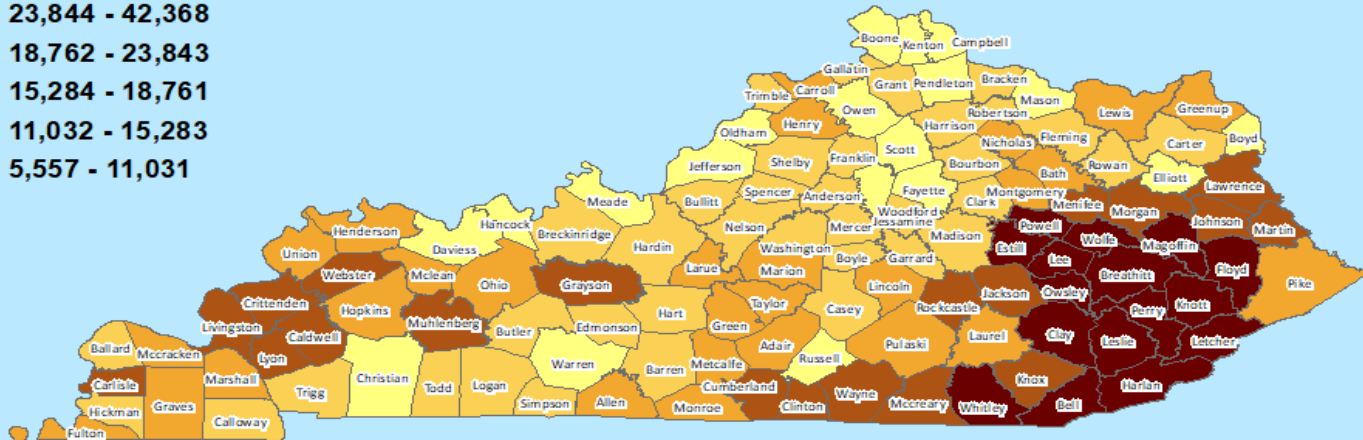 23,844 - 42,368
18,762 - 23,843
15,284 - 18,761
11,032 - 15,283
5,557 - 11,031
Boone
Kenton
Campbell
Gallatin
Grant
Pendleton
Bracken
Trimble
Carroll
Owen
Mason
Robertson
Lewis
Greenup
Oldham
Henry
Harrison
Nicholas
Fleming
Carter
Boyd
Jefferson
Shelby
Franklin
Scott
Bourbon
Rowan
Bath
Elliott
Lawrence
Meade
Bullitt
Spencer
Anderson
Fayette
Clark
Montgomery
Menifee
Morgan
Johnson
Martin
Woodford
Jessamine
Henderson
Hancock
Daviess
Breckinridge
Hardin
Nelson
Mercer
Madison
Powell
Estill
Wolfe
Magoffin
Union
Webster
Mclean
Ohio
Grayson
Larue
Washington
Marion
Boyle
Garrard
Lee
Breathitt
Floyd
Pike
Crittenden
Hopkins
Muhlenberg
Butler
Edmonson
Hart
Green
Taylor
Casey
Lincoln
Rockcastle
Jackson
Owsley
Perry
Knott
Livingston
Caldwell
Lyon
Warren
Barren
Metcalfe
Adair
Russell
Pulaski
Laurel
Clay
Leslie
Letcher
Ballard
Mccracken
Carlisle
Marshall
Trigg
Christian
Todd
Logan
Simpson
Allen
Monroe
Cumberland
Clinton
Wayne
Mccreary
Whitley
Knox
Bell
Harlan
Hickman
Graves
Calloway
Fulton